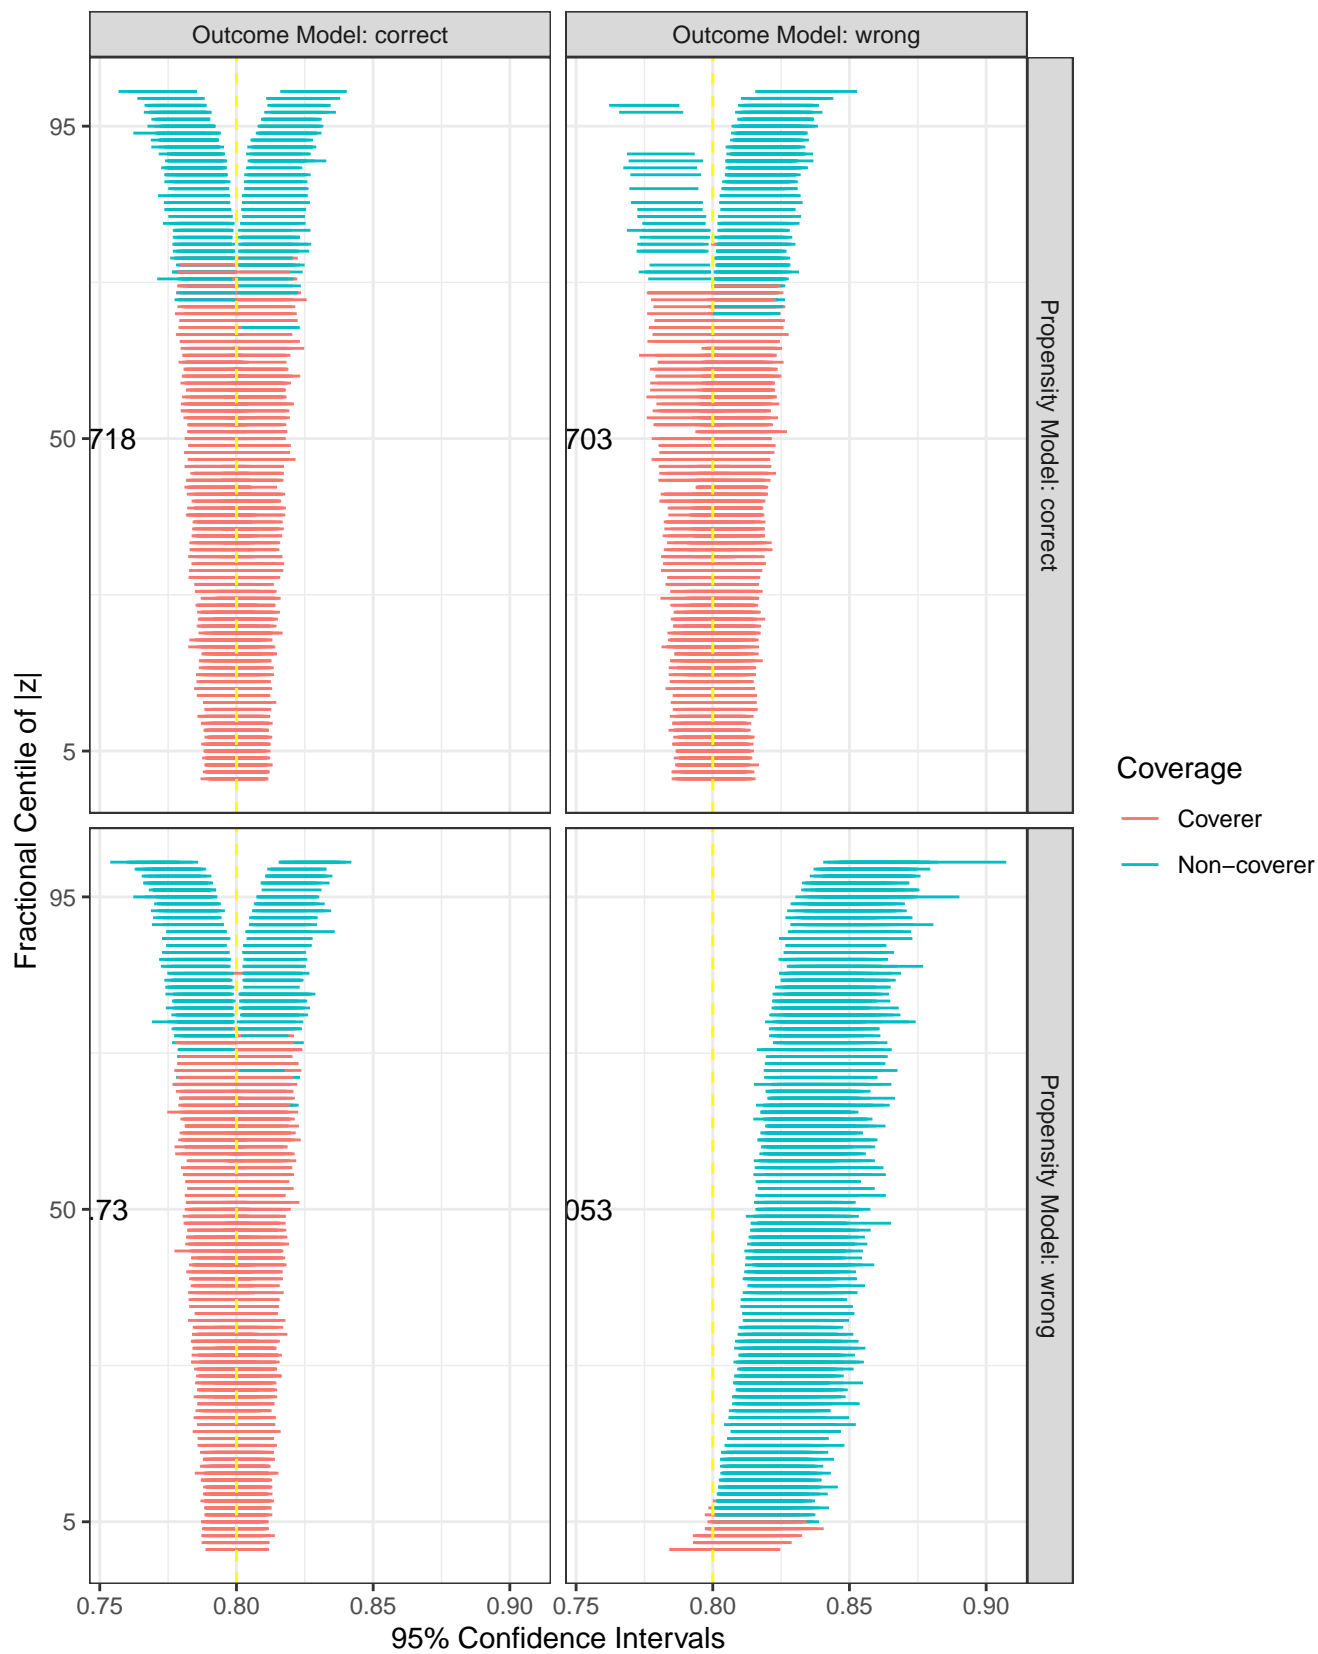 Outcome Model: correct
Outcome Model: wrong
Propensity Model: correct
Propensity Model: wrong
95
50
5
718
703
95
50
5
.73
053
0.75
0.80
0.85
0.90
0.75
0.80
0.85
0.90
95% Confidence Intervals
Fractional Centile of |z|
Coverage
Coverer
Non−coverer